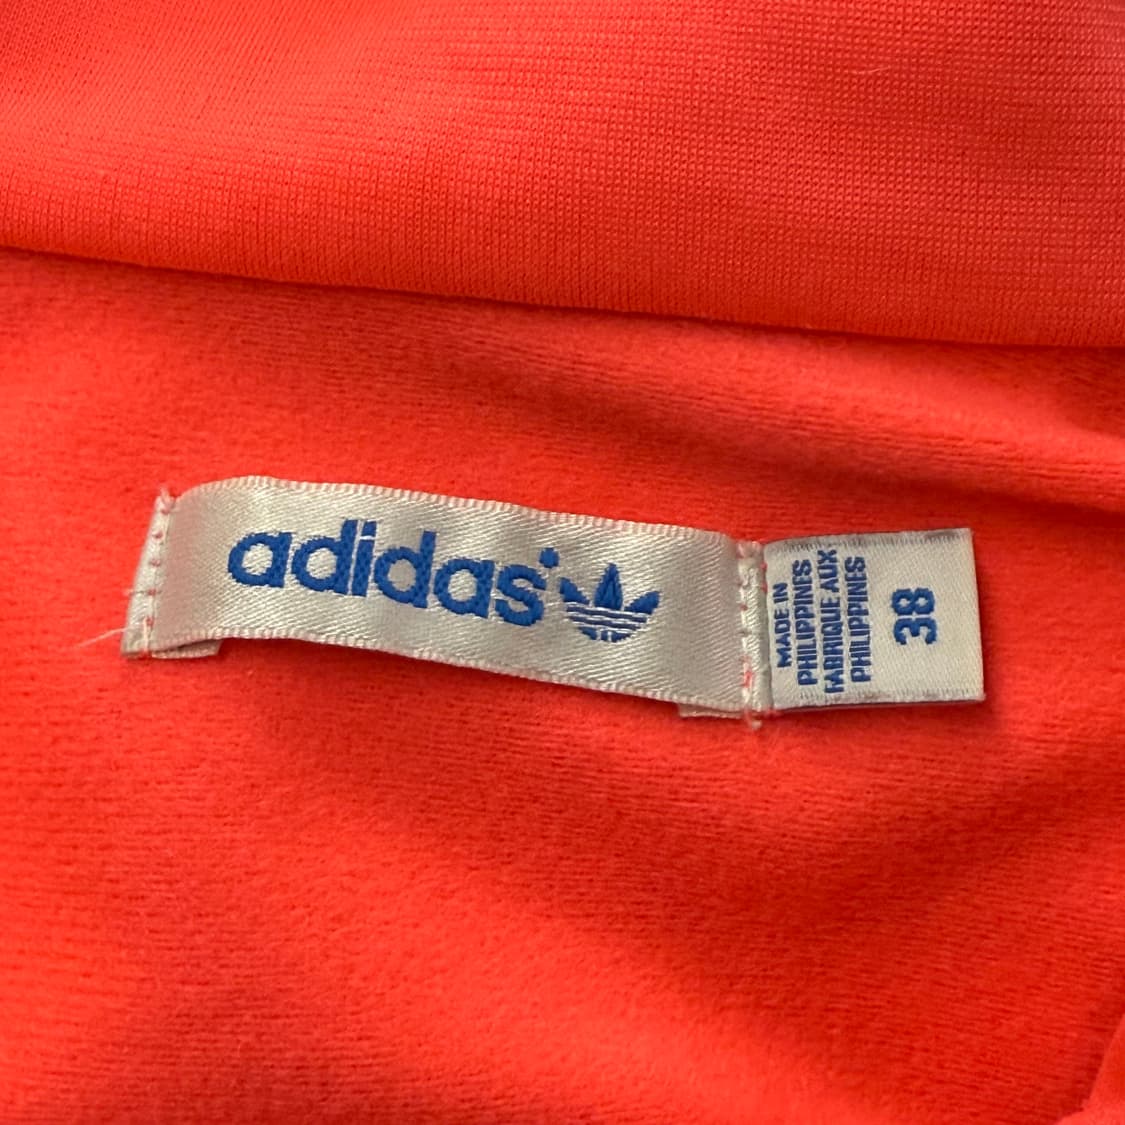 adidas
MADE IN
PHILIPPINES
FABRIQUE AUX
PHILIPPINES
38